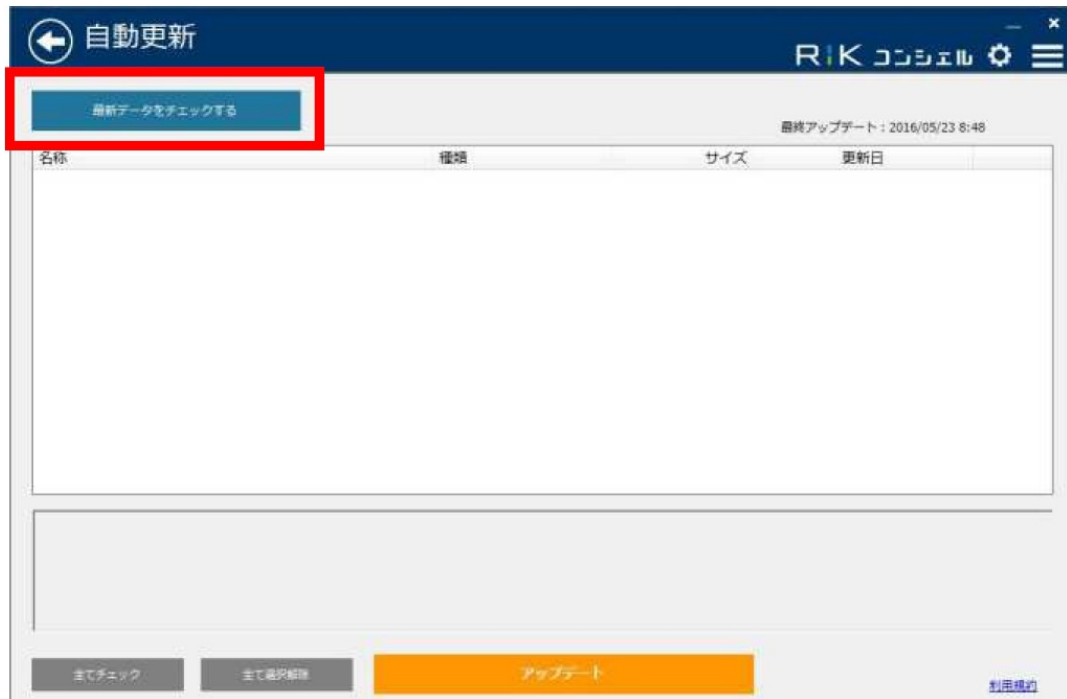 自動更新
RIK コンシェル
最新データをチェックする
最終アップデート：2016/05/23 8:48
名称 種類 サイズ 更新日
全てチェック 全て選択解除 アップデート
利用規約